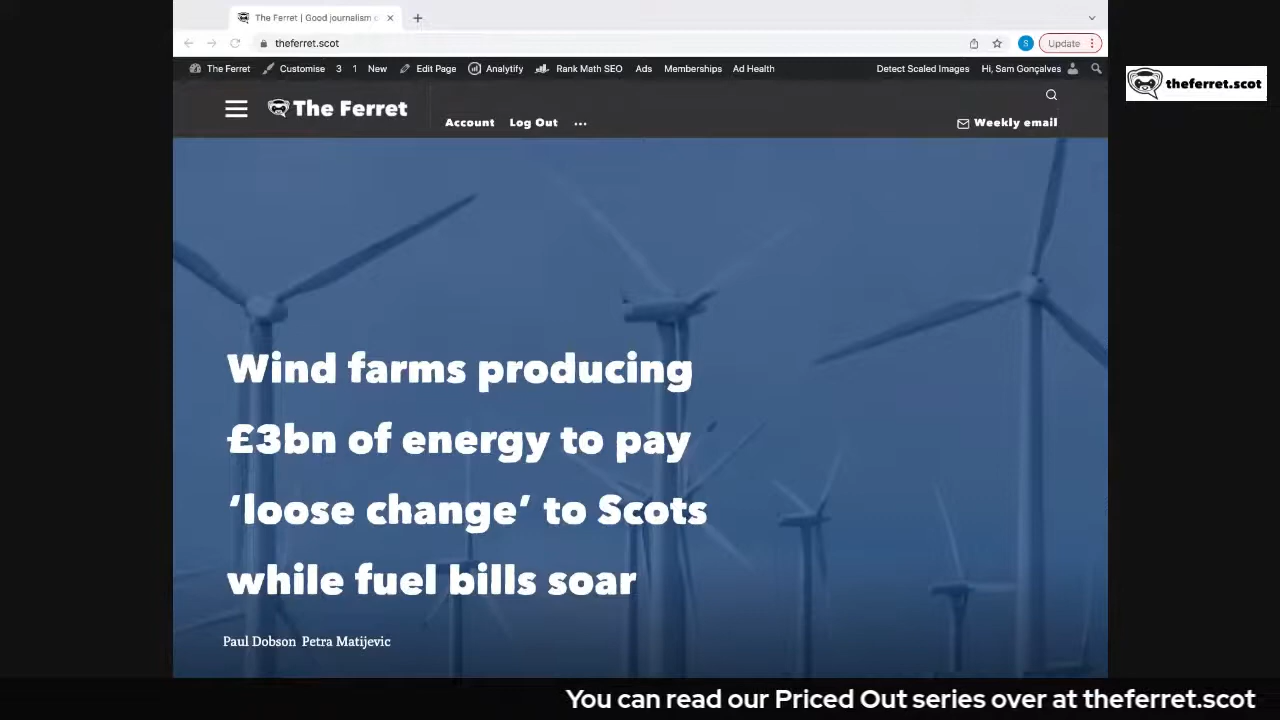 The Ferret | Good journalism c
theferret.scot
S
Update
The Ferret Customise 3 1 New Edit Page Analytify Rank Math SEO Ads Memberships Ad Health Detect Scaled Images Hi, Sam Gonçalves
theferret.scot
The Ferret
Account Log Out ...
Weekly email
Wind farms producing
£3bn of energy to pay
‘loose change’ to Scots
while fuel bills soar
Paul Dobson Petra Matijevic
You can read our Priced Out series over at theferret.scot